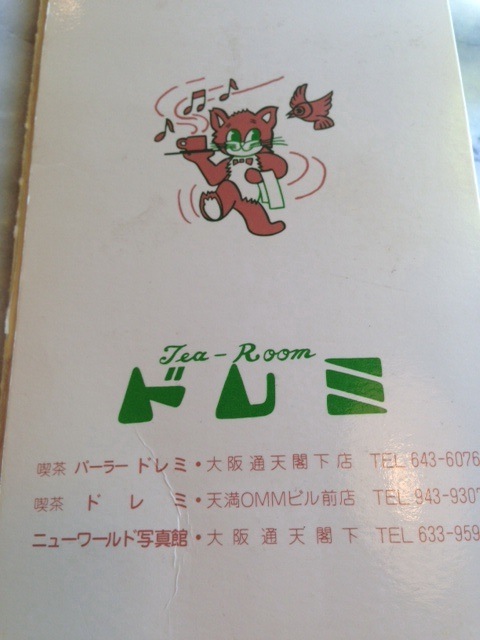 Tea-Room
ドレミ
喫茶 パーラー ドレミ・大阪通天閣下店 TEL 643-6076
喫茶 ドレミ・天満OMMビル前店 TEL 943-9307
ニューワールド写真館・大阪通天閣下 TEL 633-959